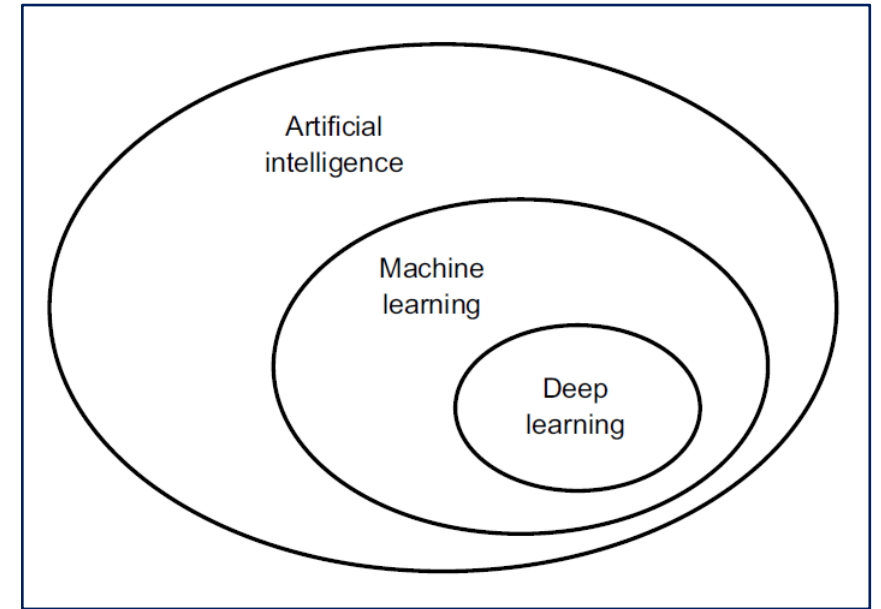 Artificial
intelligence
Machine
learning
Deep
learning